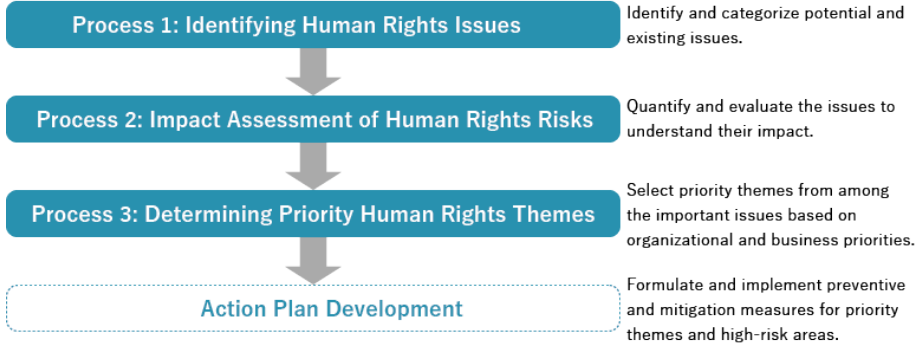 Process 1: Identifying Human Rights Issues
Identify and categorize potential and
existing issues.
Process 2: Impact Assessment of Human Rights Risks
Quantify and evaluate the issues to
understand their impact.
Process 3: Determining Priority Human Rights Themes
Select priority themes from among
the important issues based on
organizational and business priorities.
Action Plan Development
Formulate and implement preventive
and mitigation measures for priority
themes and high-risk areas.